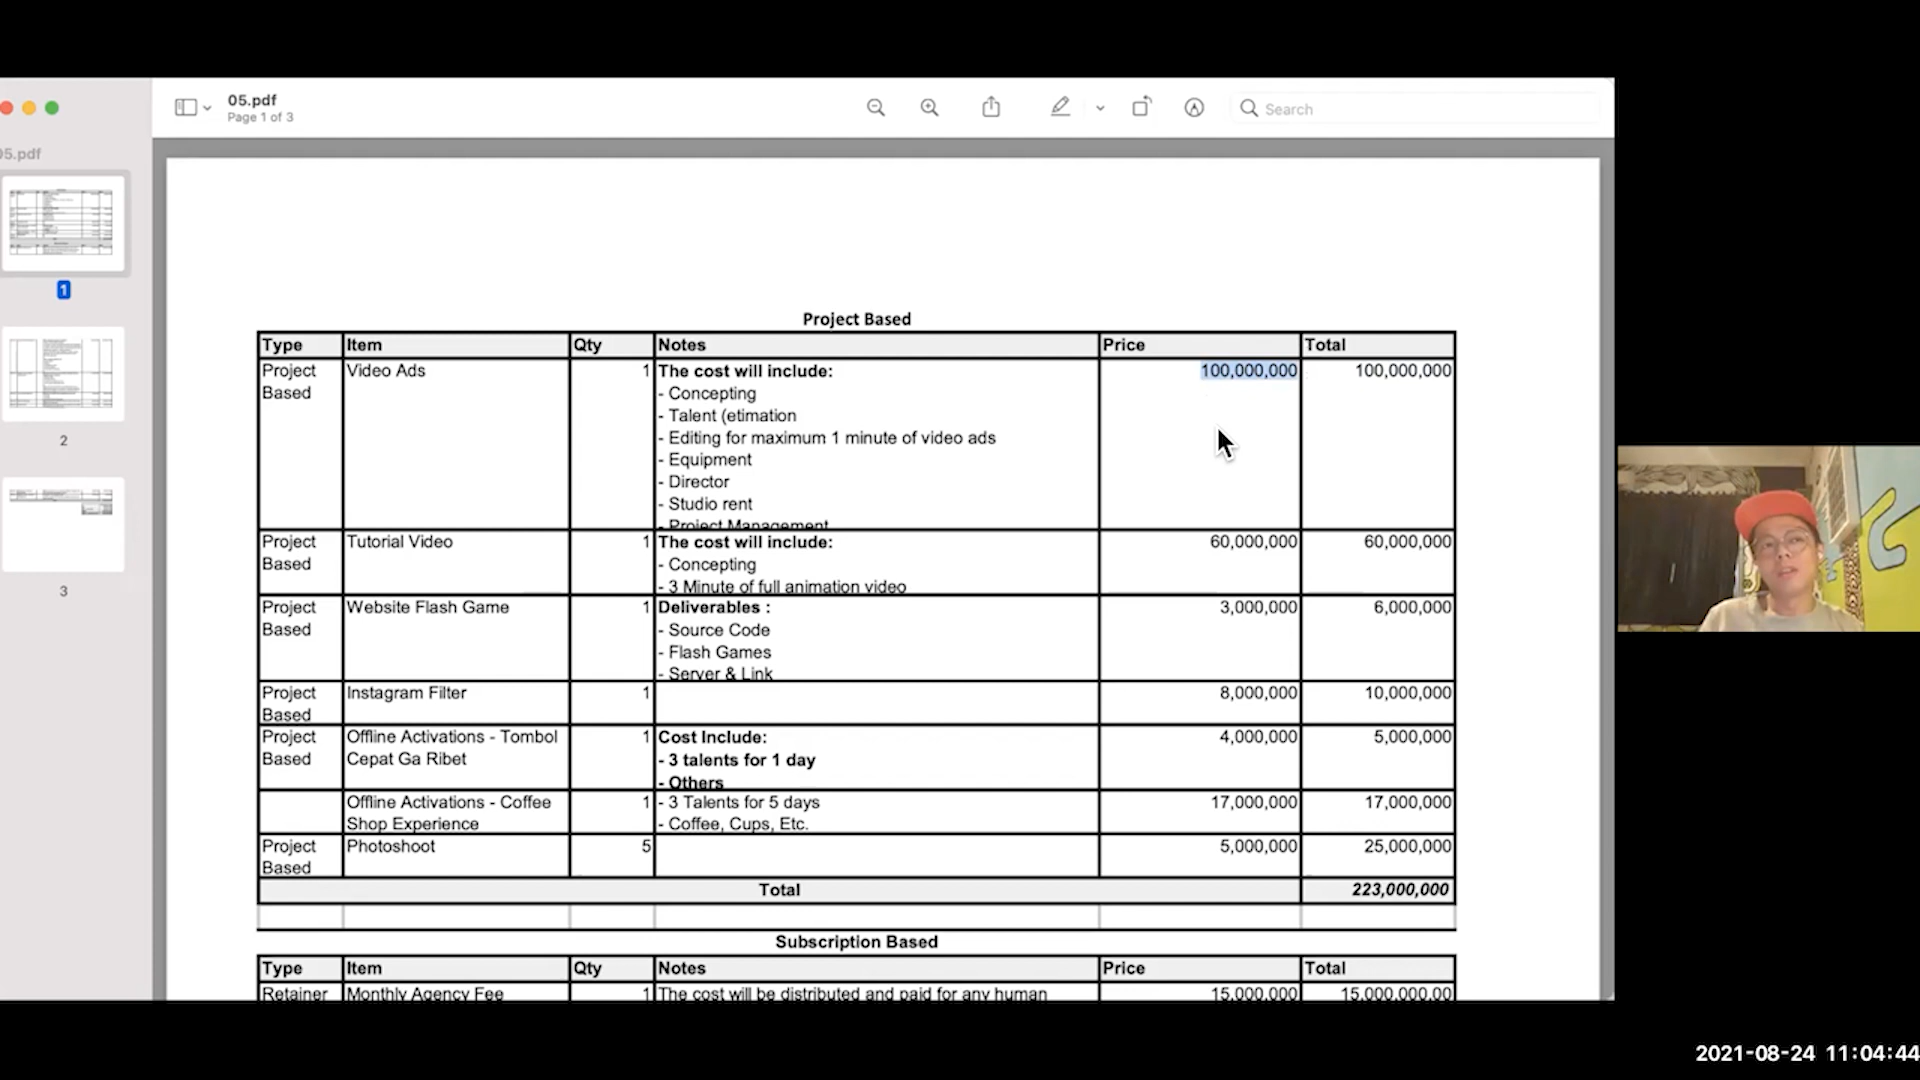 05.pdf
Page 1 of 3
Search
05.pdf
1
2
3
Project Based
Type Item Qty Notes Price Total
Project Based Video Ads 1 The cost will include: 100,000,000 100,000,000
- Concepting
- Talent (etimation
- Editing for maximum 1 minute of video ads
- Equipment
- Director
- Studio rent
- Project Management
Project Based Tutorial Video 1 The cost will include: 60,000,000 60,000,000
- Concepting
- 3 Minute of full animation video
Project Based Website Flash Game 1 Deliverables : 3,000,000 6,000,000
- Source Code
- Flash Games
- Server & Link
Project Based Instagram Filter 1 8,000,000 10,000,000
Project Based Offline Activations - Tombol Cepat Ga Ribet 1 Cost Include: 4,000,000 5,000,000
- 3 talents for 1 day
- Others
Offline Activations - Coffee Shop Experience 1 - 3 Talents for 5 days 17,000,000 17,000,000
- Coffee, Cups, Etc.
Project Based Photoshoot 5 5,000,000 25,000,000
Total 223,000,000
Subscription Based
Type Item Qty Notes Price Total
Retainer Monthly Agency Fee 1 The cost will be distributed and paid for any human 15,000,000 15,000,000,00
2021-08-24 11:04:44